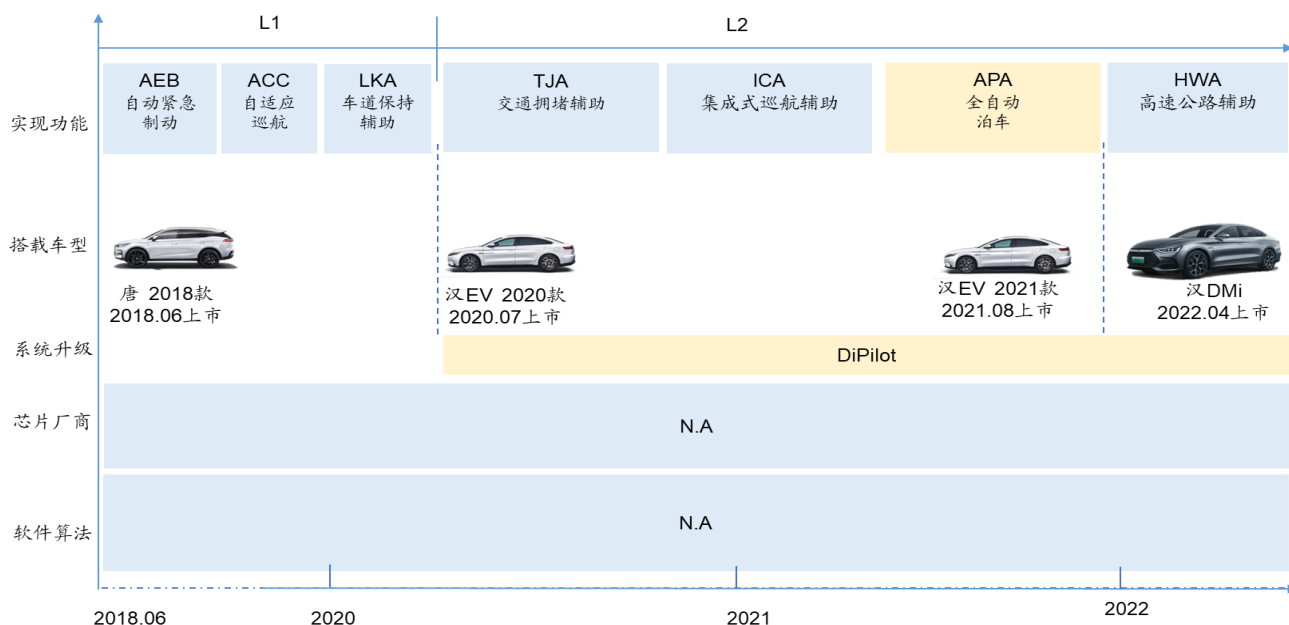 L1
L2
实现功能
AEB
自动紧急
制动
ACC
自适应
巡航
LKA
车道保持
辅助
TJA
交通拥堵辅助
ICA
集成式巡航辅助
APA
全自动
泊车
HWA
高速公路辅助
搭载车型
唐 2018款
2018.06上市
汉EV 2020款
2020.07上市
汉EV 2021款
2021.08上市
汉DMi
2022.04上市
系统升级
DiPilot
芯片厂商
N.A
软件算法
N.A
2018.06
2020
2021
2022